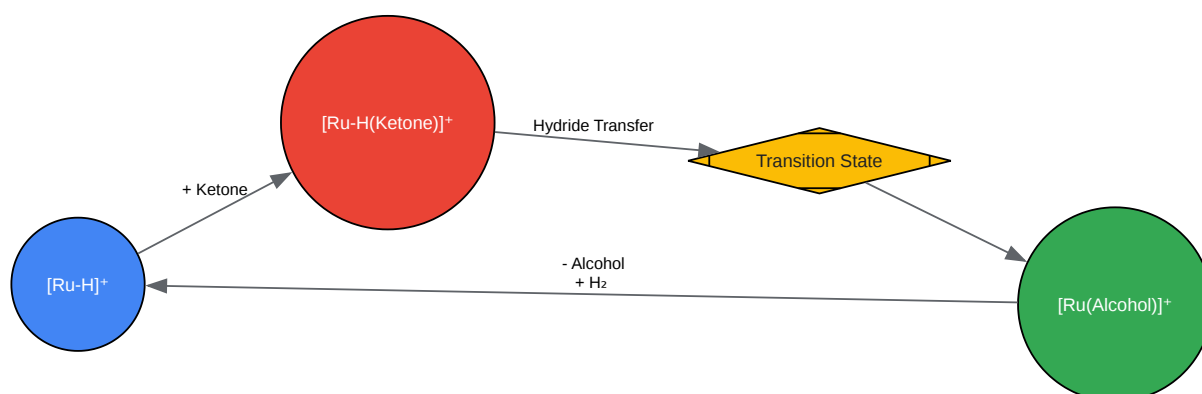 [Ru-H(Ketone)]⁺
Hydride Transfer
Transition State
+ Ketone
[Ru-H]⁺
- Alcohol
+ H₂
[Ru(Alcohol)]⁺